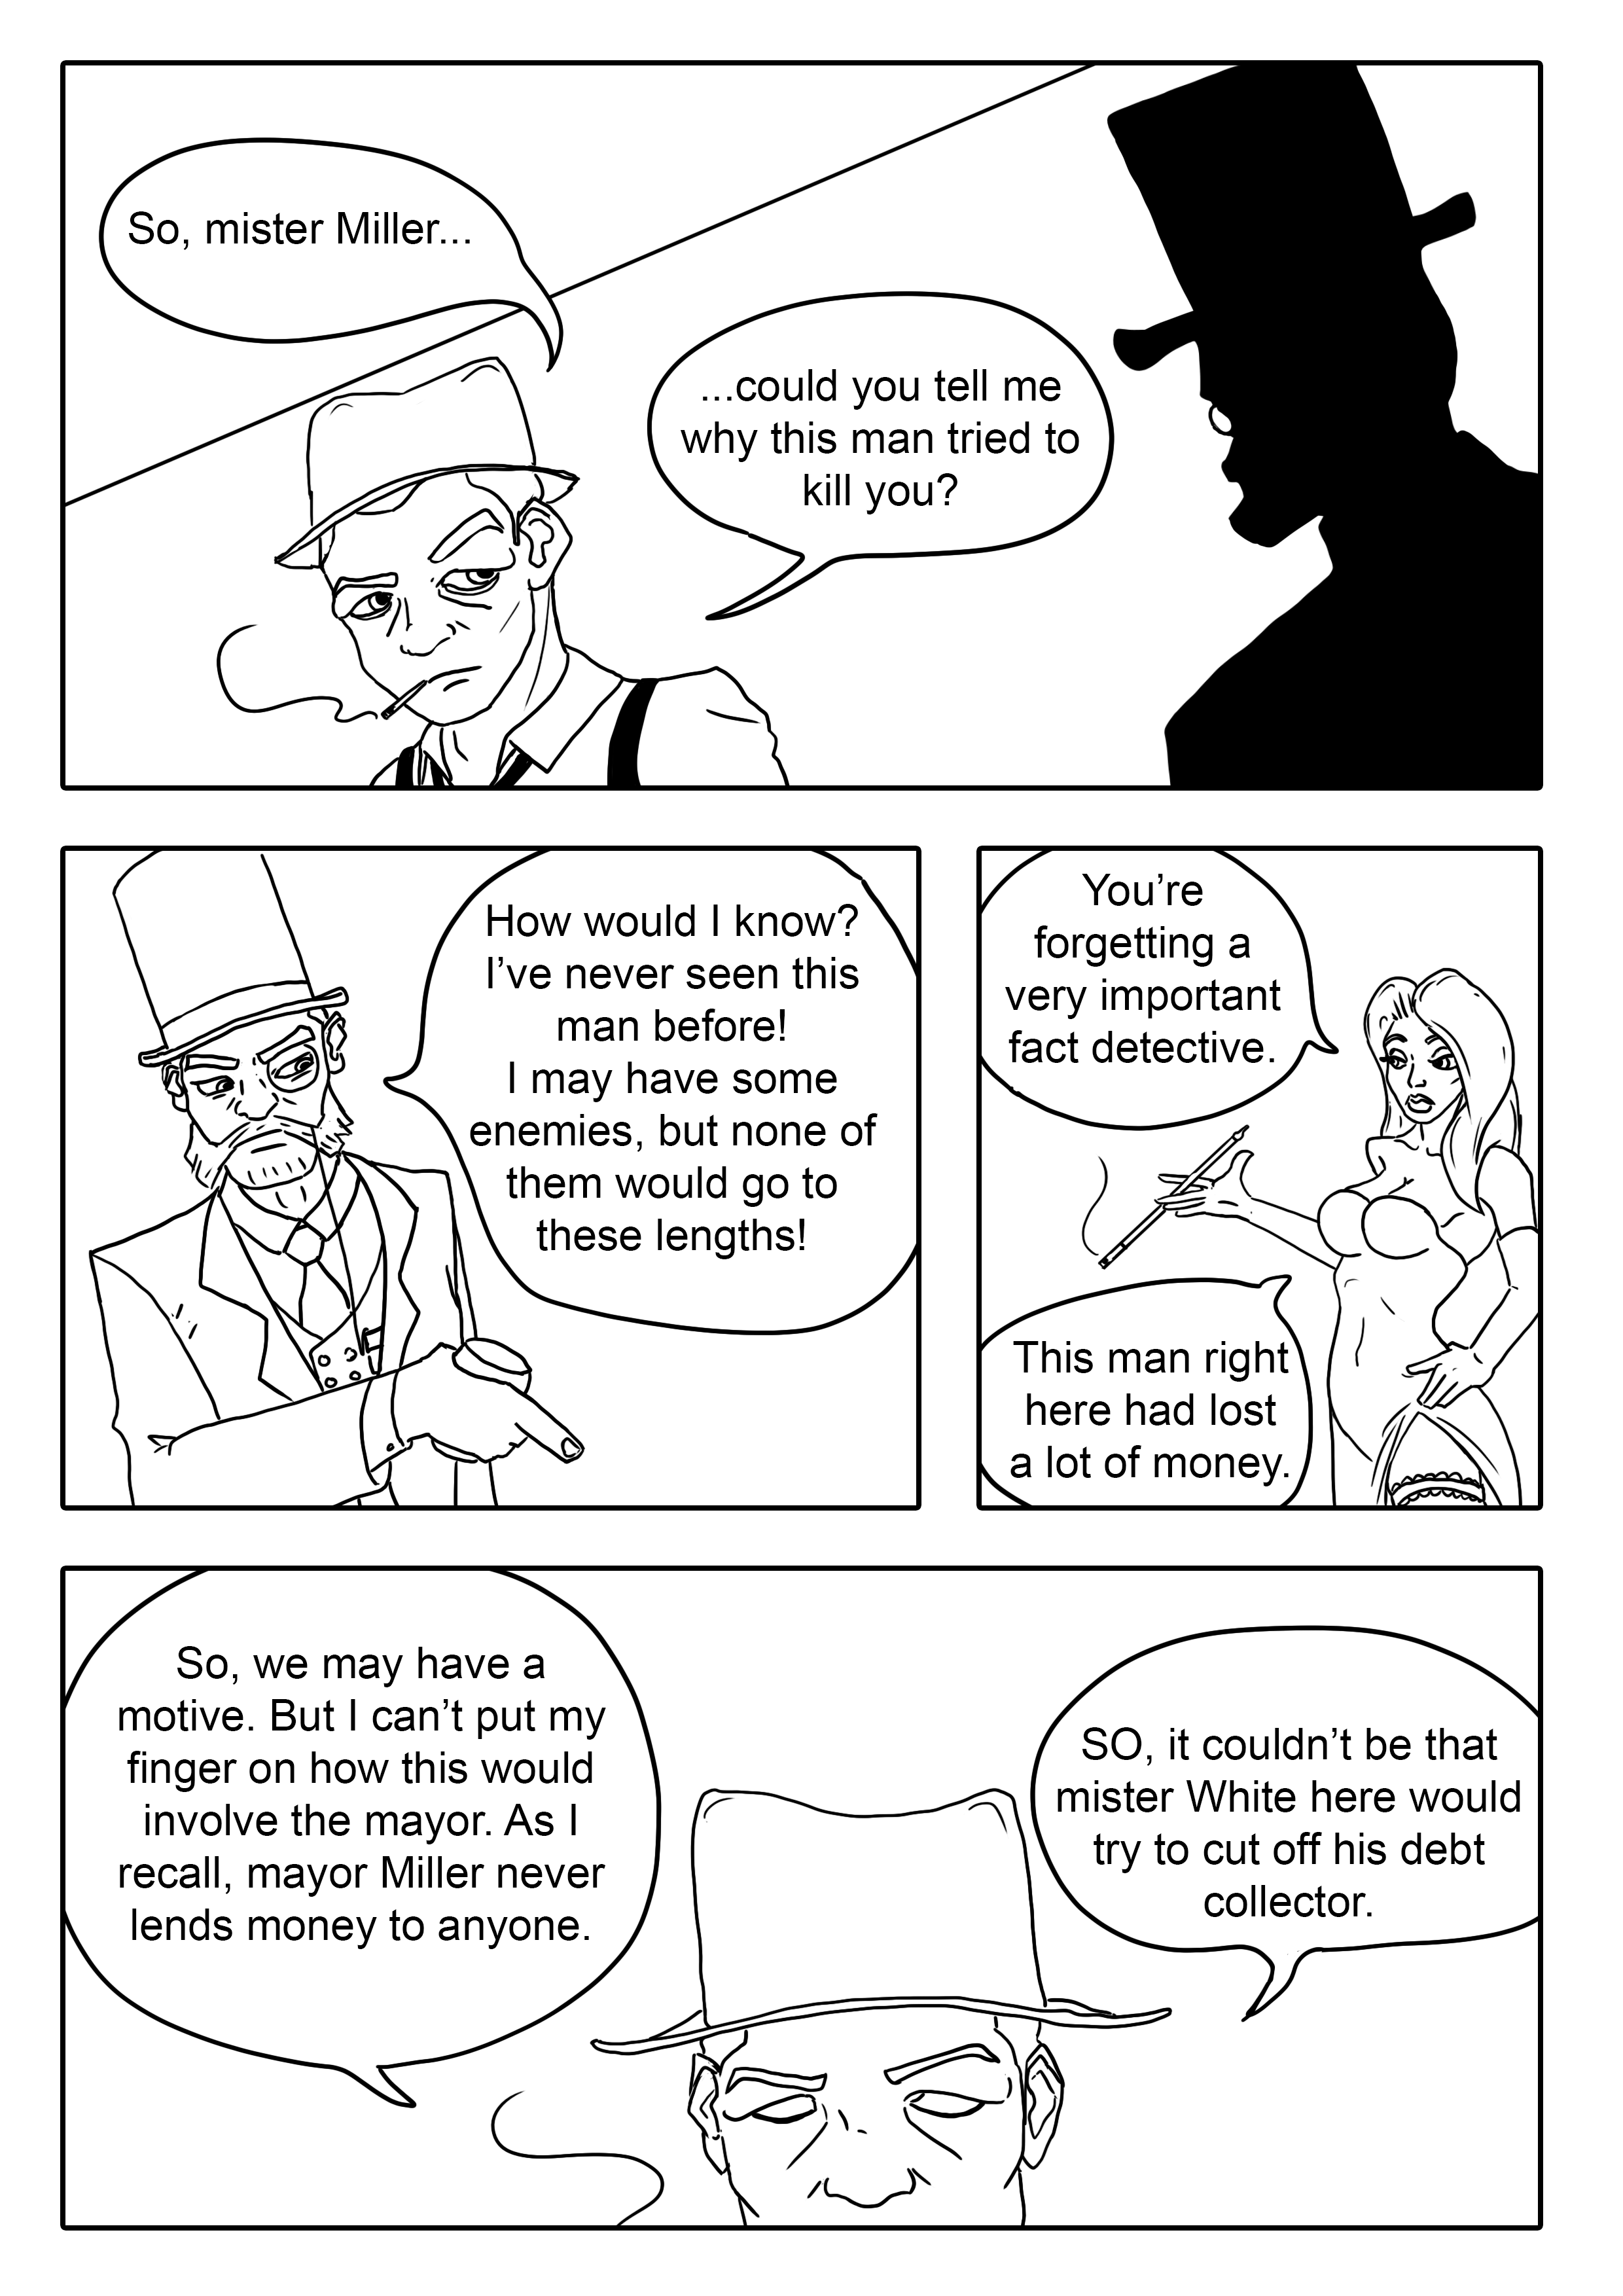 So, mister Miller...
...could you tell me
why this man tried to
kill you?
How would I know?
I've never seen this
man before!
I may have some
enemies, but none of
them would go to
these lengths!
You're
forgetting a
very important
fact detective.
This man right
here had lost
a lot of money.
So, we may have a
motive. But I can't put my
finger on how this would
involve the mayor. As I
recall, mayor Miller never
lends money to anyone.
SO, it couldn't be that
mister White here would
try to cut off his debt
collector.